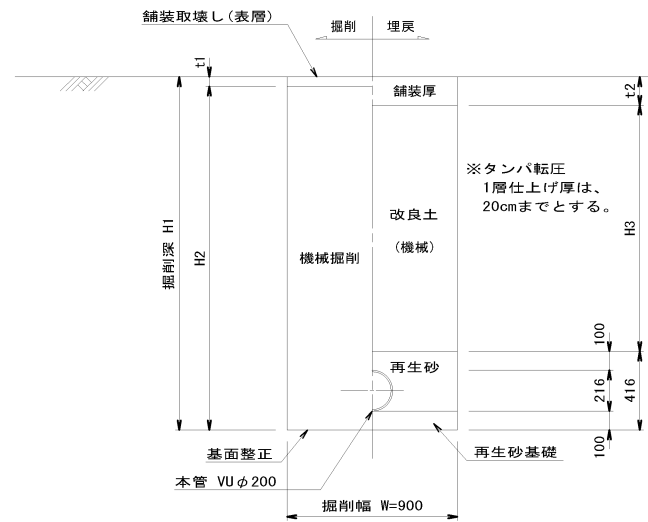 舗装取壊し(表層)
掘削
埋戻
t1
舗装厚
t2
※タンパ転圧
1層仕上げ厚は、
20cmまでとする。
改良土
(機械)
機械掘削
掘削深 H1
H2
H3
100
再生砂
216
416
100
基面整正
再生砂基礎
本管 VUφ200
掘削幅 W=900